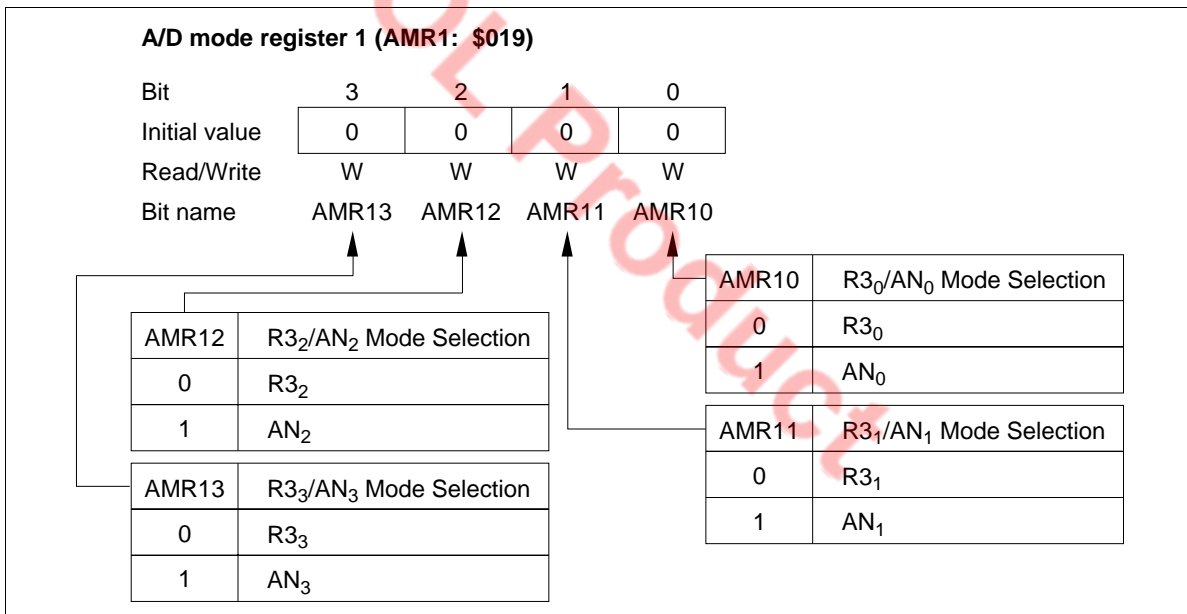 A/D mode register 1 (AMR1: $019)
Bit 3 2 1 0
Initial value 0 0 0 0
Read/Write W W W W
Bit name AMR13 AMR12 AMR11 AMR10
AMR12 R3₂/AN₂ Mode Selection
0 R3₂
1 AN₂
AMR13 R3₃/AN₃ Mode Selection
0 R3₃
1 AN₃
AMR10 R3₀/AN₀ Mode Selection
0 R3₀
1 AN₀
AMR11 R3₁/AN₁ Mode Selection
0 R3₁
1 AN₁
OL Product